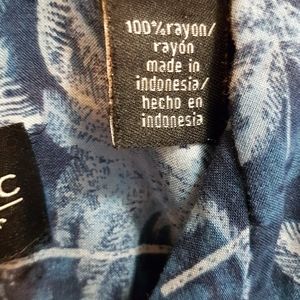 100%rayon/
rayón
made in
indonesia/
hecho en
indonesia